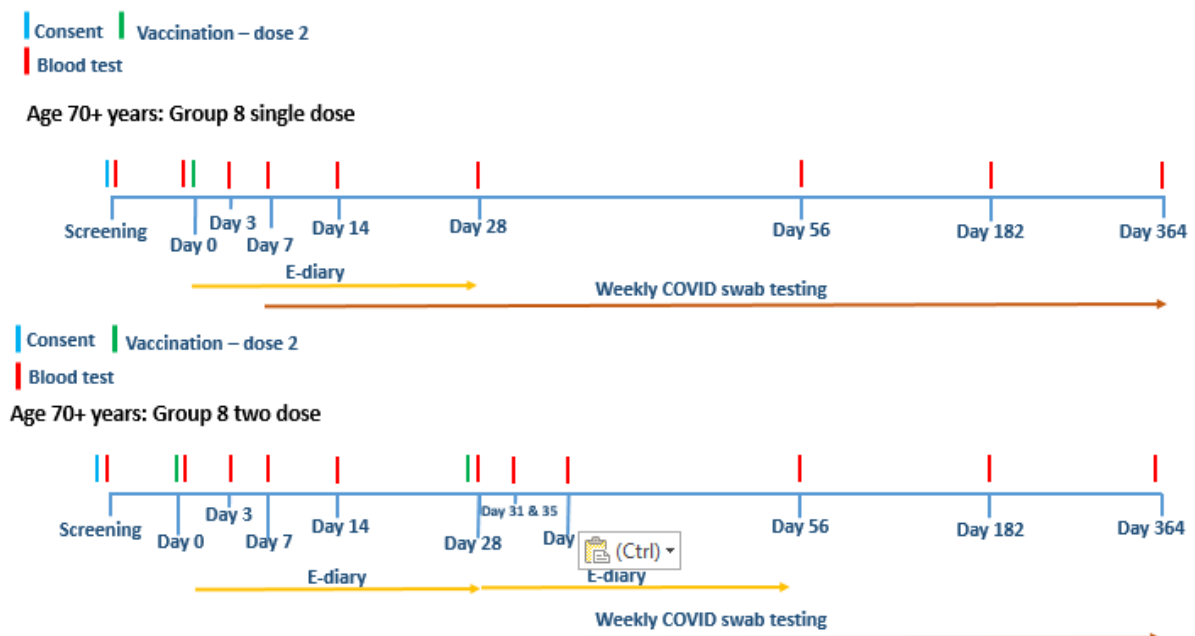 Consent Vaccination – dose 2
Blood test
Age 70+ years: Group 8 single dose
Screening Day 0 Day 3 Day 7 Day 14 Day 28 Day 56 Day 182 Day 364
E-diary
Weekly COVID swab testing
Consent Vaccination – dose 2
Blood test
Age 70+ years: Group 8 two dose
Screening Day 0 Day 3 Day 7 Day 14 Day 28 Day 31 & 35 Day Day 56 Day 182 Day 364
(Ctrl)
E-diary E-diary
Weekly COVID swab testing